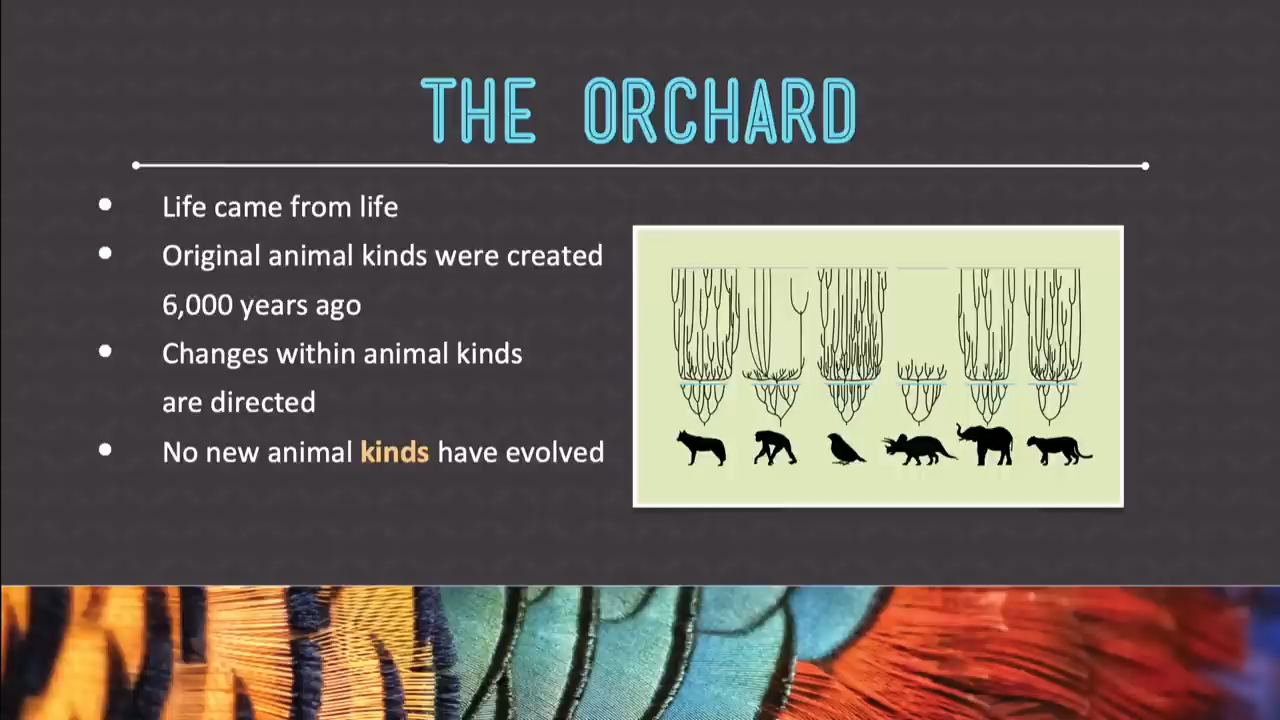 THE ORCHARD
• Life came from life
• Original animal kinds were created
6,000 years ago
• Changes within animal kinds
are directed
• No new animal kinds have evolved